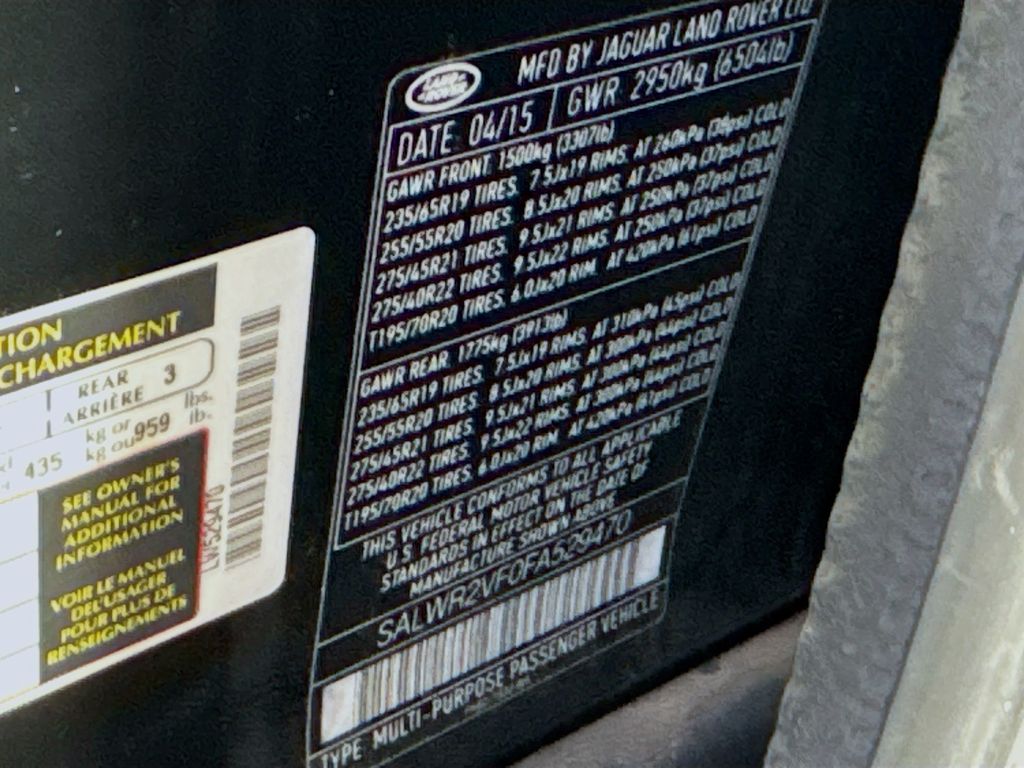 LAND ROVER
MFD BY JAGUAR LAND ROVER LTD
DATE 04/15 GWR 2950kg (6504lb)
GAWR FRONT 1500kg (3307lb)
235/65R19 TIRES. 7.5Jx19 RIMS. AT 260kPa (38psi) COLD
255/55R20 TIRES. 8.5Jx20 RIMS. AT 250kPa (37psi) COLD
275/45R21 TIRES. 9.5Jx21 RIMS. AT 250kPa (37psi) COLD
275/40R22 TIRES. 9.5Jx22 RIMS. AT 250kPa (37psi) COLD
T195/70R20 TIRES. 6.0Jx20 RIM. AT 420kPa (61psi) COLD
GAWR REAR 1775kg (3913lb)
235/65R19 TIRES. 7.5Jx19 RIMS. AT 310kPa (45psi) COLD
255/55R20 TIRES. 8.5Jx20 RIMS. AT 300kPa (44psi) COLD
275/45R21 TIRES. 9.5Jx21 RIMS. AT 300kPa (44psi) COLD
275/40R22 TIRES. 9.5Jx22 RIMS. AT 300kPa (44psi) COLD
T195/70R20 TIRES. 6.0Jx20 RIM. AT 420kPa (61psi) COLD
THIS VEHICLE CONFORMS TO ALL APPLICABLE
U.S. FEDERAL MOTOR VEHICLE SAFETY
STANDARDS IN EFFECT ON THE DATE OF
MANUFACTURE SHOWN ABOVE
SALWR2VF0FA529470
TYPE MULTI-PURPOSE PASSENGER VEHICLE
TION
CHARGEMENT
REAR
ARRIÈRE 3
435 kg or 959 lbs.
kg ou lb.
SEE OWNER'S
MANUAL FOR
ADDITIONAL
INFORMATION
VOIR LE MANUEL
DEL'USAGER
POUR PLUS DE
RENSEIGNEMENTS